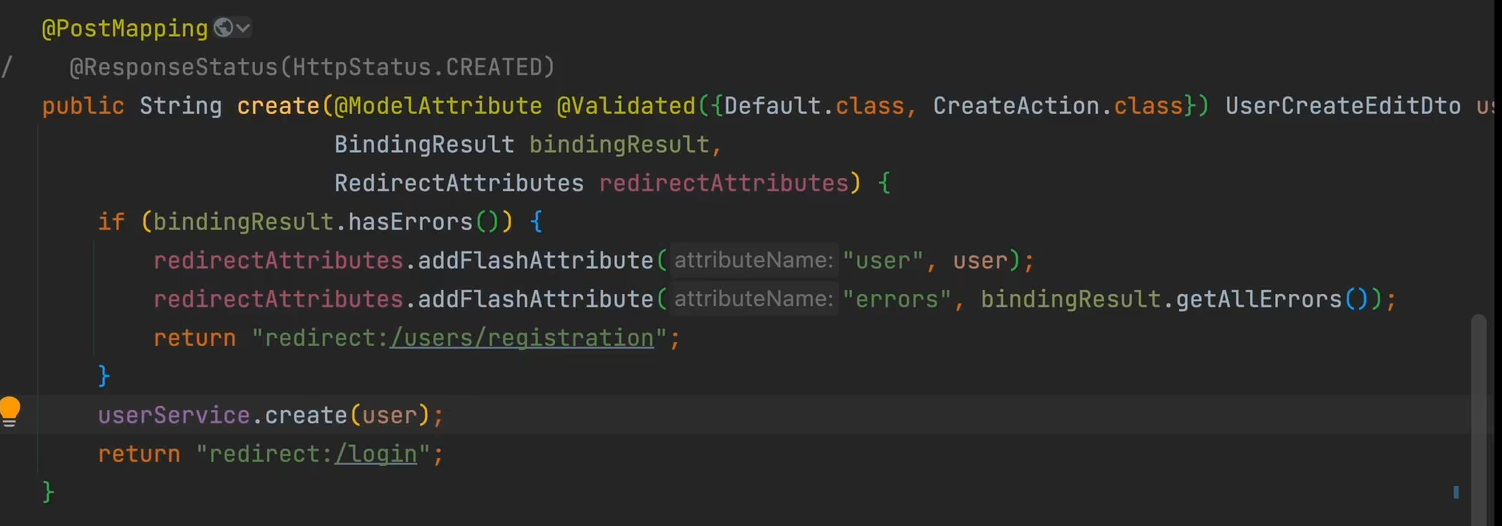 @PostMapping
/    @ResponseStatus(HttpStatus.CREATED)
public String create(@ModelAttribute @Validated({Default.class, CreateAction.class}) UserCreateEditDto us
BindingResult bindingResult,
RedirectAttributes redirectAttributes) {
if (bindingResult.hasErrors()) {
redirectAttributes.addFlashAttribute( attributeName: "user", user);
redirectAttributes.addFlashAttribute( attributeName: "errors", bindingResult.getAllErrors());
return "redirect:/users/registration";
}
userService.create(user);
return "redirect:/login";
}